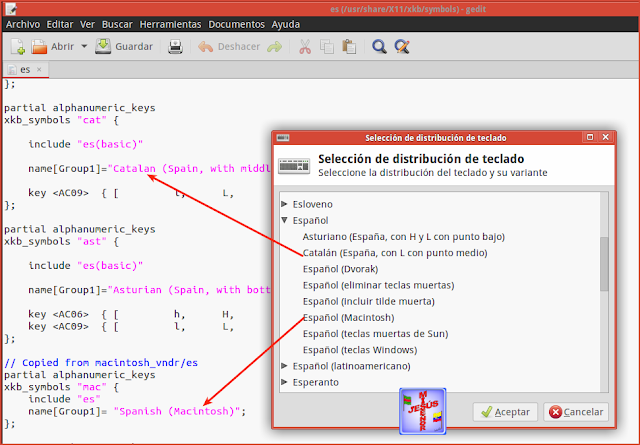 es (/usr/share/X11/xkb/symbols) - gedit
Archivo Editar Ver Buscar Herramientas Documentos Ayuda
Abrir Guardar Deshacer
es ×
};
partial alphanumeric_keys
xkb_symbols "cat" {
include "es(basic)"
name[Group1]="Catalan (Spain, with middl
key <AC09> { [ l, L,
};
partial alphanumeric_keys
xkb_symbols "ast" {
include "es(basic)"
name[Group1]="Asturian (Spain, with bott
key <AC06> { [ h, H,
key <AC09> { [ l, L,
};
// Copied from macintosh_vndr/es
partial alphanumeric_keys
xkb_symbols "mac" {
include "es"
name[Group1]= "Spanish (Macintosh)";
};
Selección de distribución de teclado
Selección de distribución de teclado
Seleccione la distribución del teclado y su variante
Esloveno
Español
Asturiano (España, con H y L con punto bajo)
Catalán (España, con L con punto medio)
Español (Dvorak)
Español (eliminar teclas muertas)
Español (Incluir tilde muerta)
Español (Macintosh)
Español (teclas muertas de Sun)
Español (teclas Windows)
Español (latinoamericano)
Esperanto
JESÚS
Aceptar Cancelar